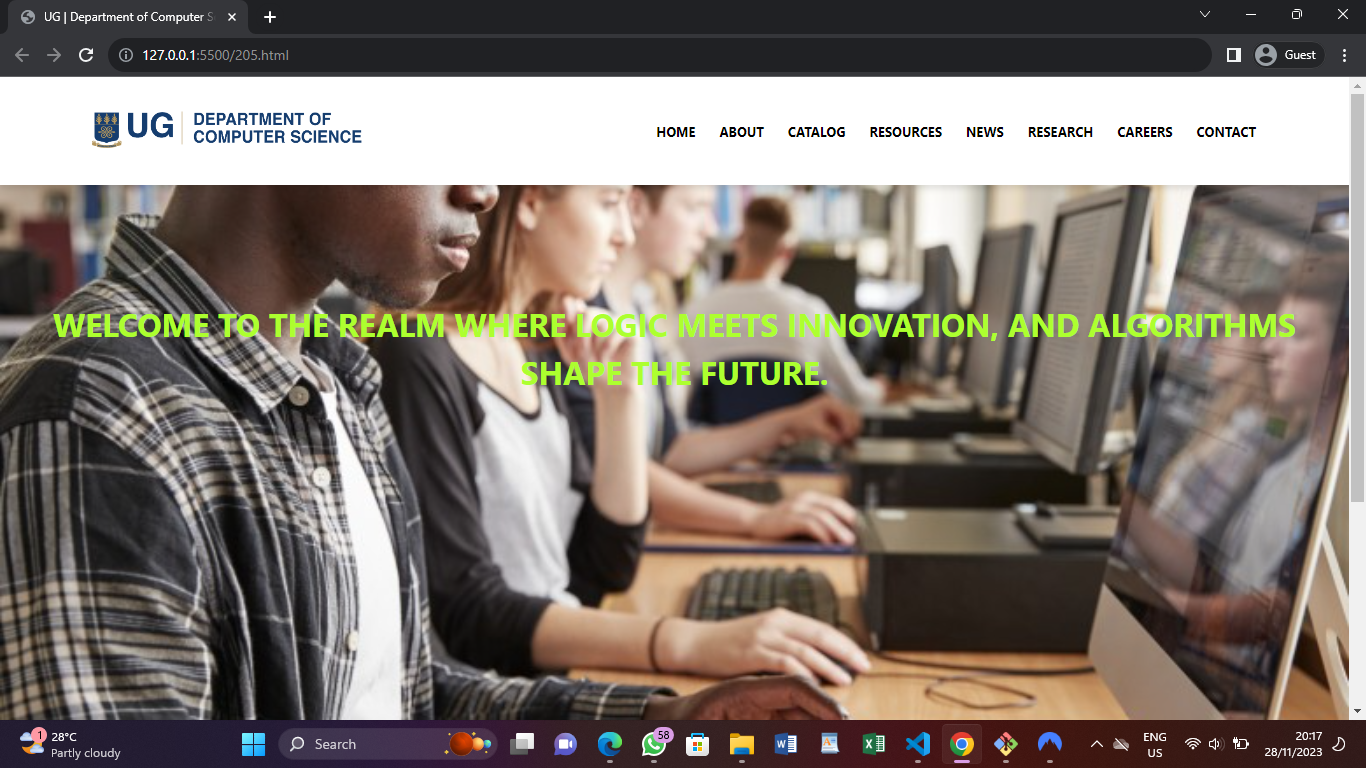 UG | Department of Computer S
127.0.0.1:5500/205.html
Guest
UG
DEPARTMENT OF
COMPUTER SCIENCE
HOME ABOUT CATALOG RESOURCES NEWS RESEARCH CAREERS CONTACT
WELCOME TO THE REALM WHERE LOGIC MEETS INNOVATION, AND ALGORITHMS
SHAPE THE FUTURE.
1
28°C
Partly cloudy
Search
58
ENG
US
20:17
28/11/2023